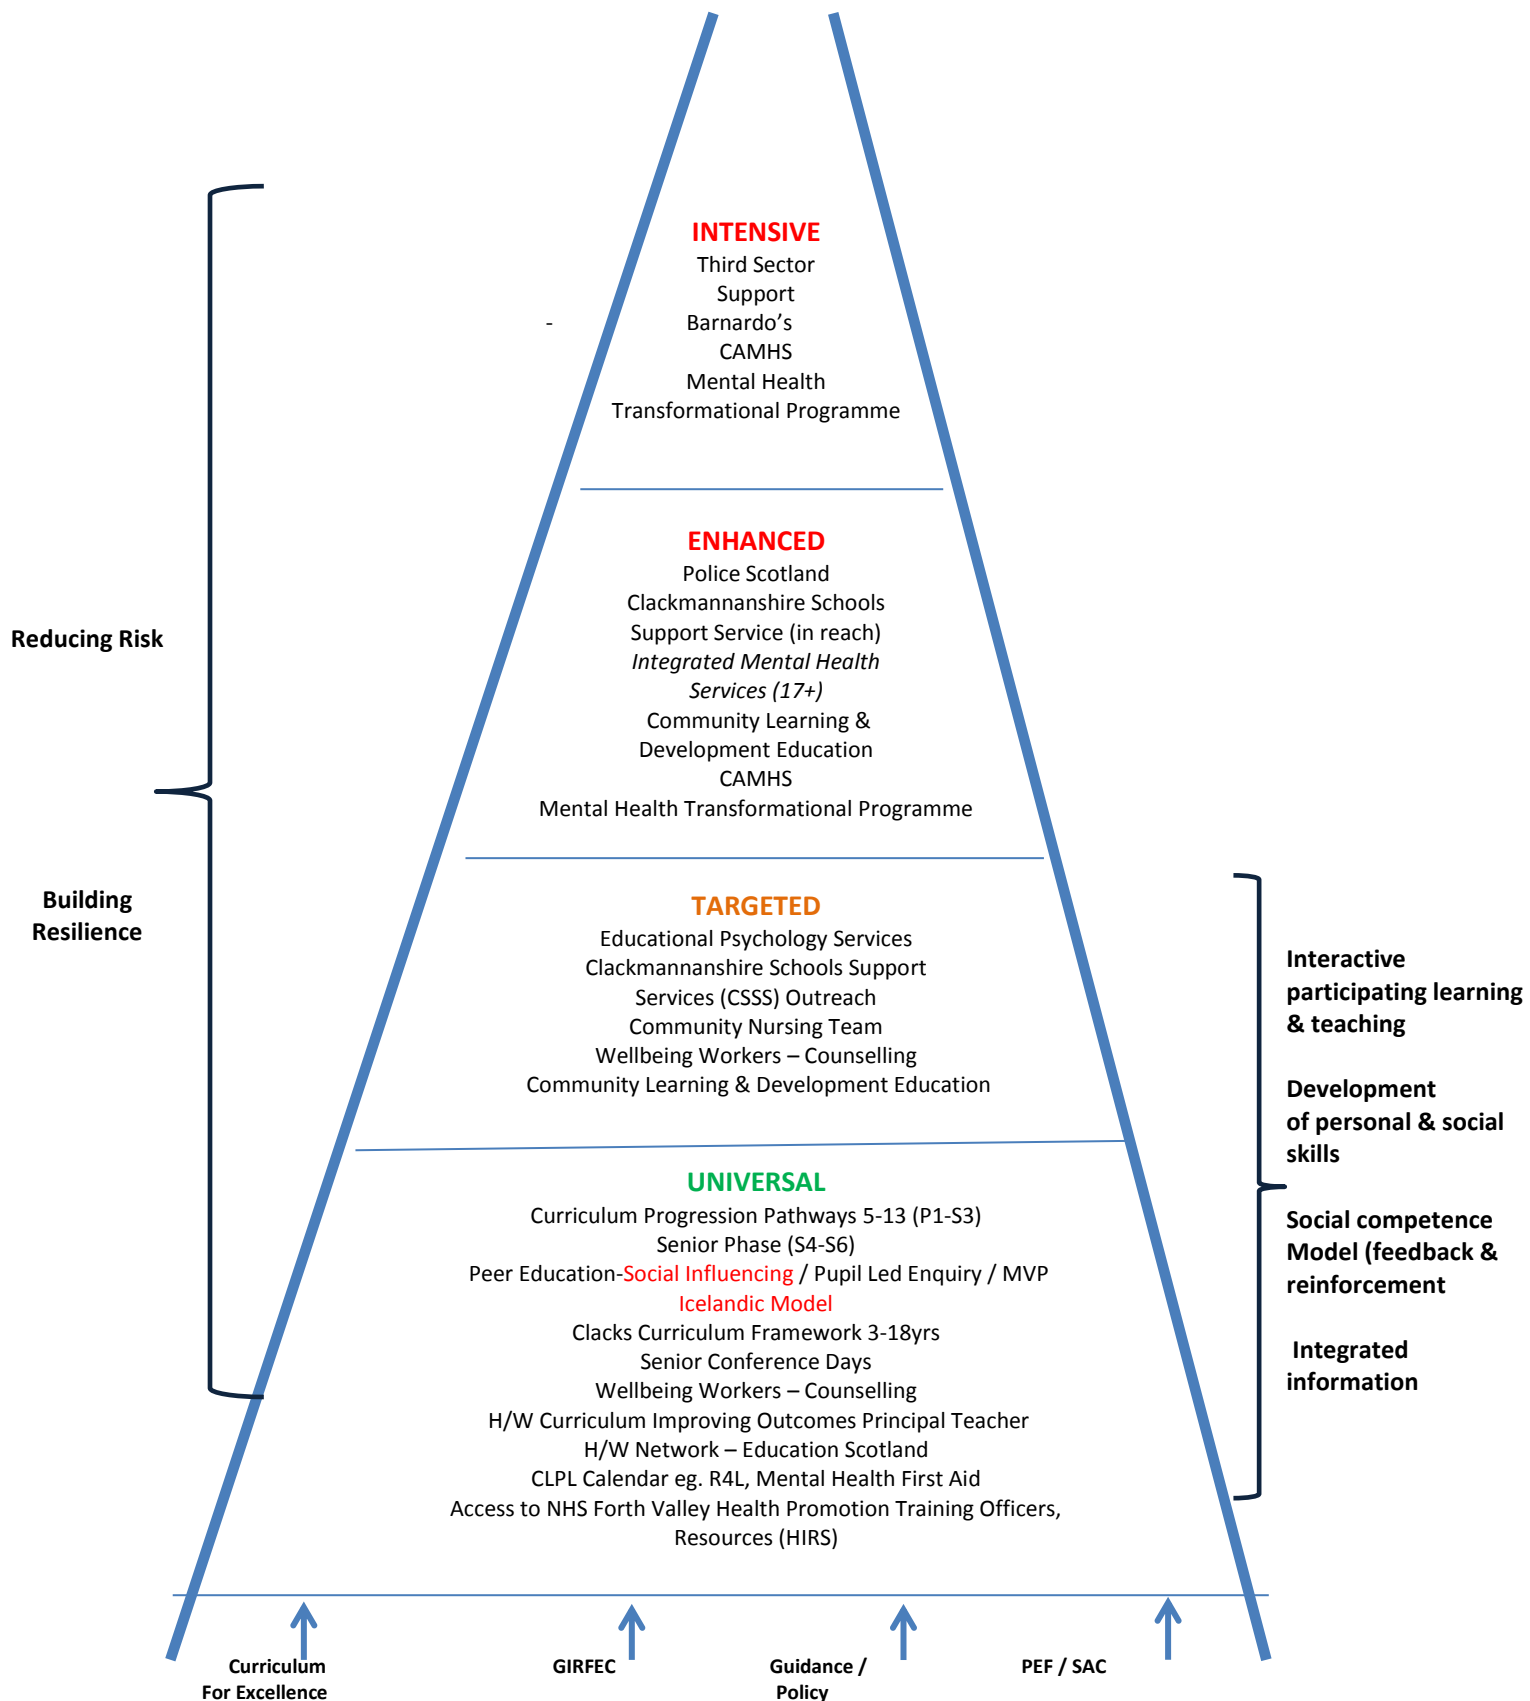 INTENSIVE
Third Sector
Support
- Barnardo’s
CAMHS
Mental Health
Transformational Programme
ENHANCED
Police Scotland
Clackmannanshire Schools
Support Service (in reach)
Integrated Mental Health
Services (17+)
Community Learning &
Development Education
CAMHS
Mental Health Transformational Programme
Reducing Risk
Building
Resilience
TARGETED
Educational Psychology Services
Clackmannanshire Schools Support
Services (CSSS) Outreach
Community Nursing Team
Wellbeing Workers – Counselling
Community Learning & Development Education
UNIVERSAL
Curriculum Progression Pathways 5-13 (P1-S3)
Senior Phase (S4-S6)
Peer Education-Social Influencing / Pupil Led Enquiry / MVP
Icelandic Model
Clacks Curriculum Framework 3-18yrs
Senior Conference Days
Wellbeing Workers – Counselling
H/W Curriculum Improving Outcomes Principal Teacher
H/W Network – Education Scotland
CLPL Calendar eg. R4L, Mental Health First Aid
Access to NHS Forth Valley Health Promotion Training Officers,
Resources (HIRS)
Interactive
participating learning
& teaching
Development
of personal & social
skills
Social competence
Model (feedback &
reinforcement
Integrated
information
Curriculum
For Excellence
GIRFEC
Guidance /
Policy
PEF / SAC